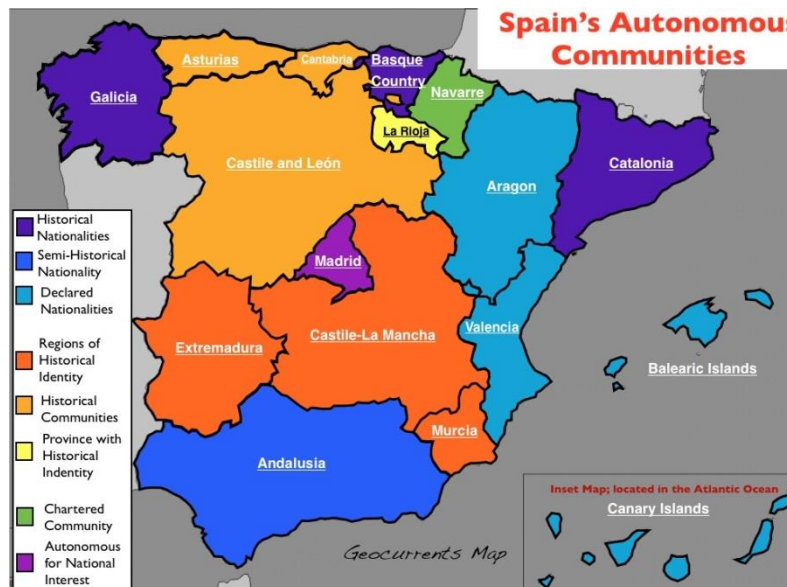 Spain's Autonomous
Communities
Asturias
Cantabria
Basque
Country
Galicia
Navarre
La Rioja
Castile and León
Aragon
Catalonia
Madrid
Extremadura
Castile-La Mancha
Valencia
Balearic Islands
Murcia
Andalusia
Inset Map; located in the Atlantic Ocean
Canary Islands
Geocurrents Map
Historical
Nationalities
Semi-Historical
Nationality
Declared
Nationalities
Regions of
Historical
Identity
Historical
Communities
Province with
Historical
Indentity
Chartered
Community
Autonomous
for National
Interest